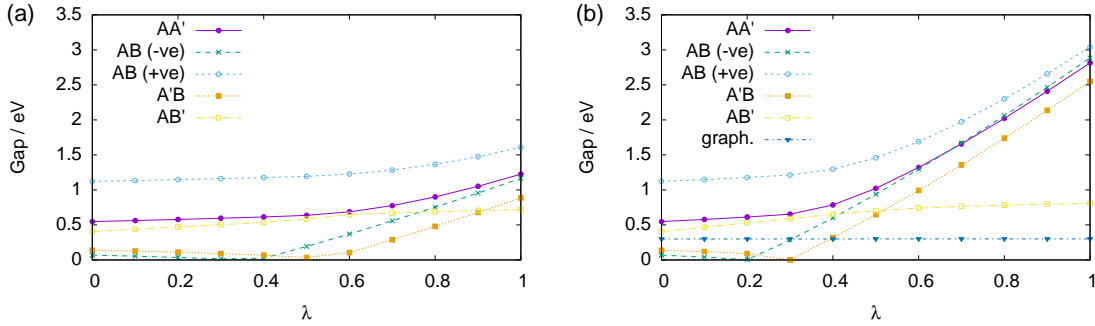 (a)
Gap / eV
3.5
3
2.5
2
1.5
1
0.5
0
AA'
AB (-ve)
AB (+ve)
A'B
AB'
0 0.2 0.4 0.6 0.8 1
λ
(b)
Gap / eV
3.5
3
2.5
2
1.5
1
0.5
0
AA'
AB (-ve)
AB (+ve)
A'B
AB'
graph.
0 0.2 0.4 0.6 0.8 1
λ